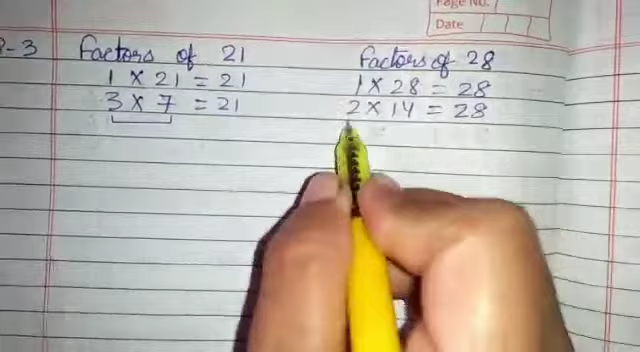 Page No.
Date
-3 Factors of 21
1 × 21 = 21
3 × 7 = 21
Factors of 28
1 × 28 = 28
2 × 14 = 28